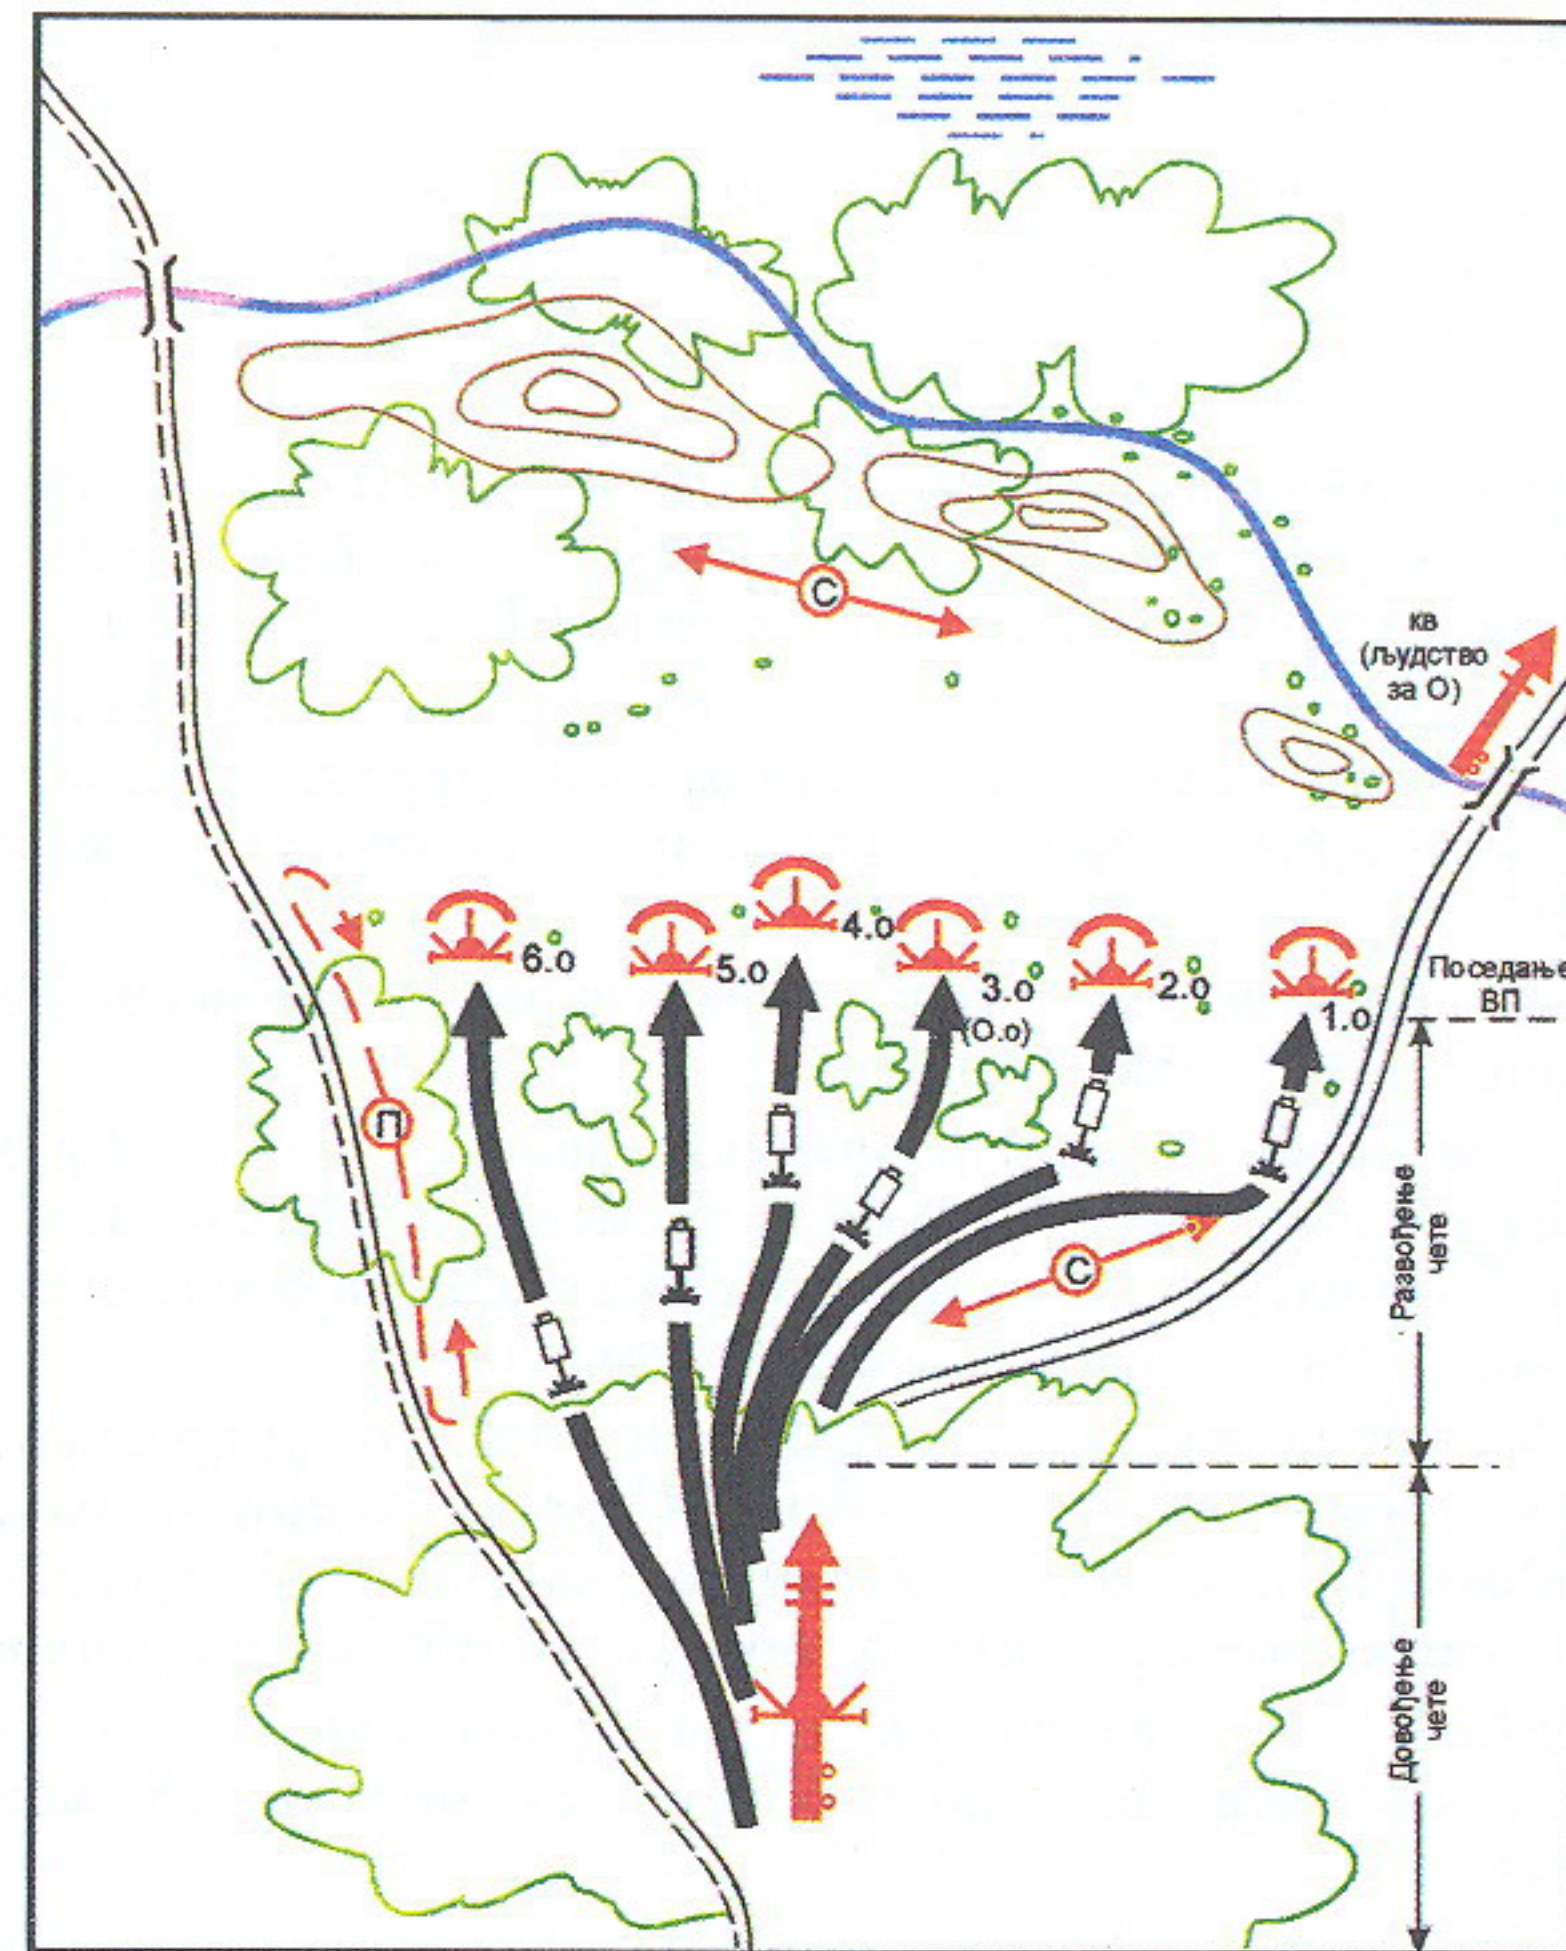 С
кв
(људство
за О)
6.о
5.о
4.о
3.о
(О.о)
2.о
1.о
Поседање
ВП
П
С
Развођење
чете
Довођење
чете